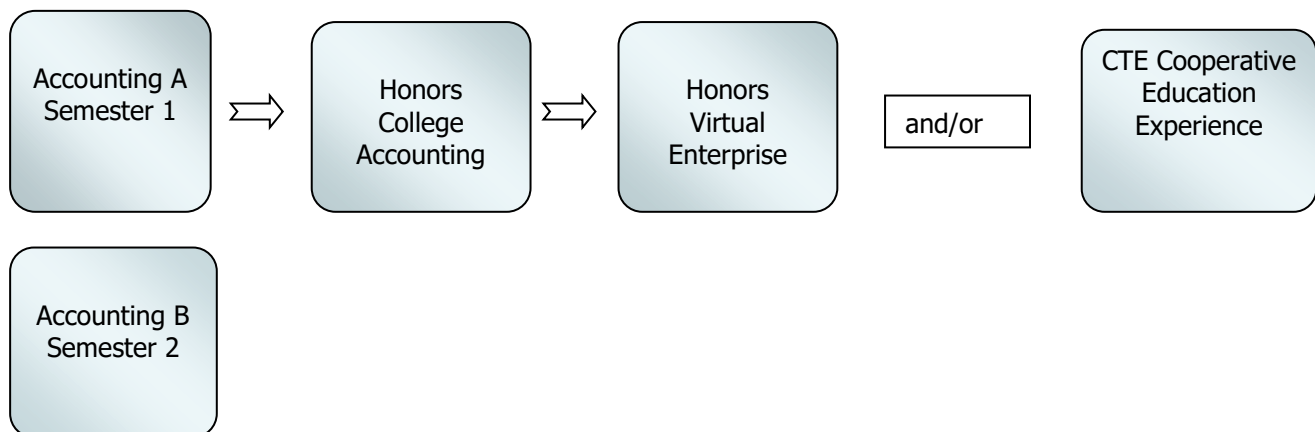 Accounting A
Semester 1
Honors
College
Accounting
Honors
Virtual
Enterprise
and/or
CTE Cooperative
Education
Experience
Accounting B
Semester 2